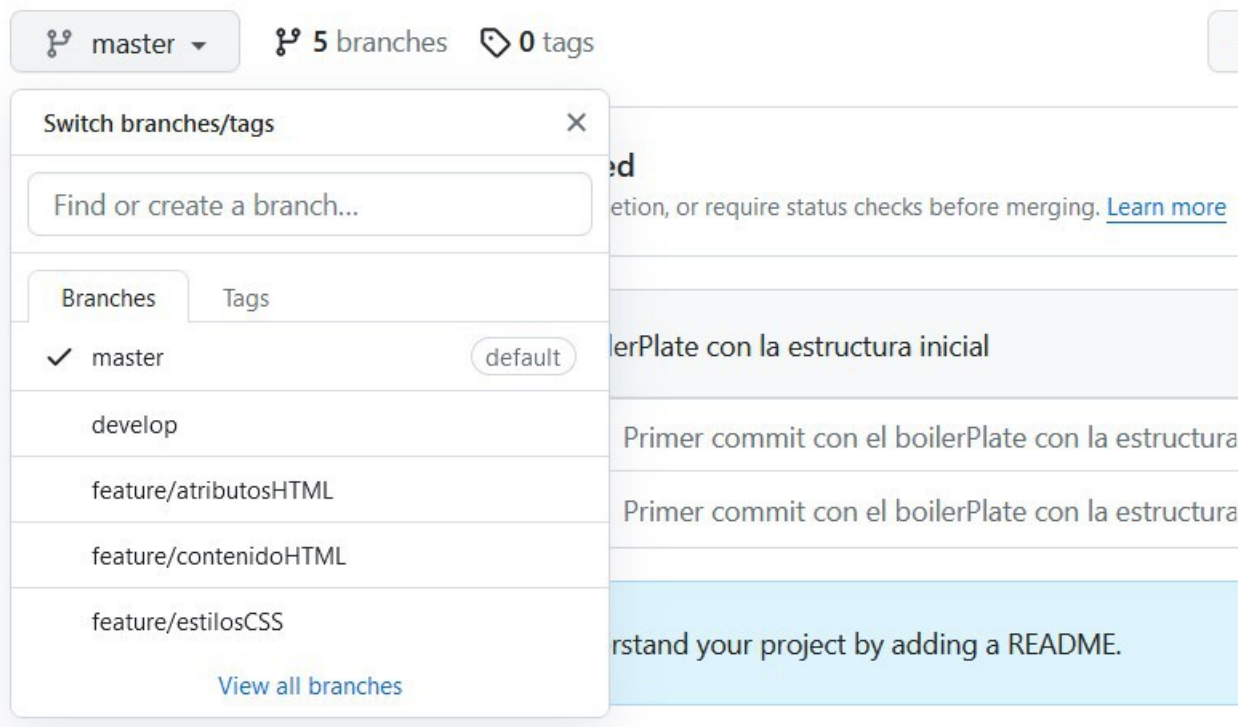 master
5 branches
0 tags
Switch branches/tags
Find or create a branch...
Branches
Tags
master
default
develop
feature/atributosHTML
feature/contenidoHTML
feature/estilosCSS
View all branches
ed
etion, or require status checks before merging. Learn more
lerPlate con la estructura inicial
Primer commit con el boilerPlate con la estructura
Primer commit con el boilerPlate con la estructura
rstand your project by adding a README.